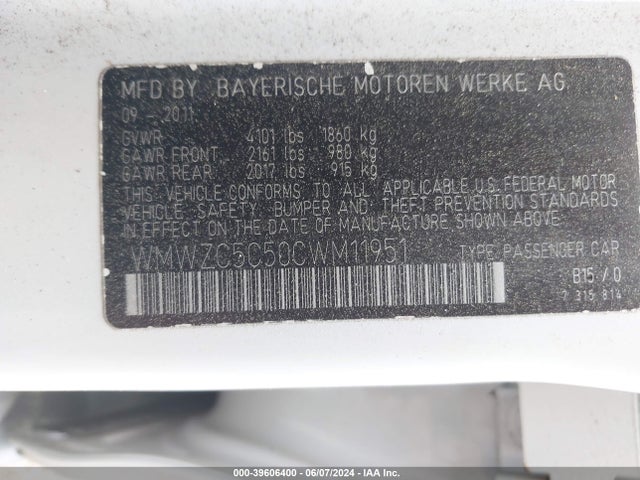 MFD BY BAYERISCHE MOTOREN WERKE AG
09 - 2011
GVWR 4101 lbs 1860 kg
GAWR FRONT 2161 lbs 980 kg
GAWR REAR 2017 lbs 915 kg
THIS VEHICLE CONFORMS TO ALL APPLICABLE U.S. FEDERAL MOTOR
VEHICLE SAFETY, BUMPER AND THEFT PREVENTION STANDARDS
IN EFFECT ON THE DATE OF MANUFACTURE SHOWN ABOVE.
WMWZC5C50CWM11951 TYPE: PASSENGER CAR
B15 / 0
7 315 814
000-39606400 - 06/07/2024 - IAA Inc.